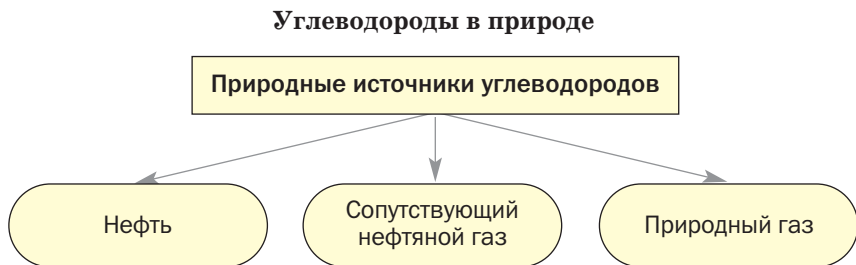 Углеводороды в природе
Природные источники углеводородов
Нефть
Сопутствующий
нефтяной газ
Природный газ